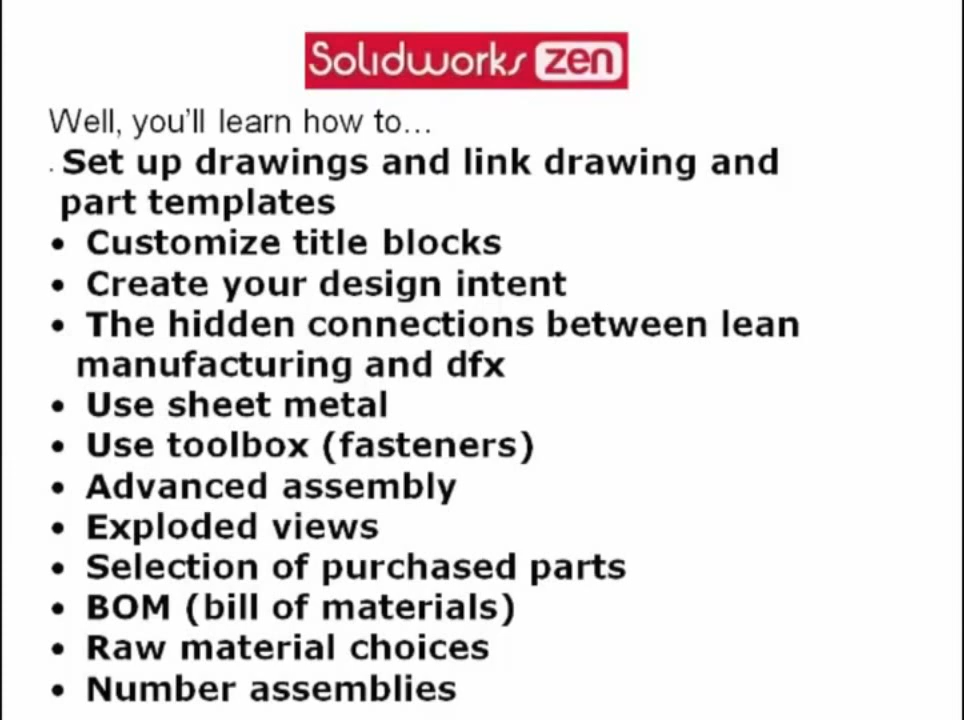 Solidworks zen
Well, you'll learn how to...
. Set up drawings and link drawing and
part templates
• Customize title blocks
• Create your design intent
• The hidden connections between lean
manufacturing and dfx
• Use sheet metal
• Use toolbox (fasteners)
• Advanced assembly
• Exploded views
• Selection of purchased parts
• BOM (bill of materials)
• Raw material choices
• Number assemblies